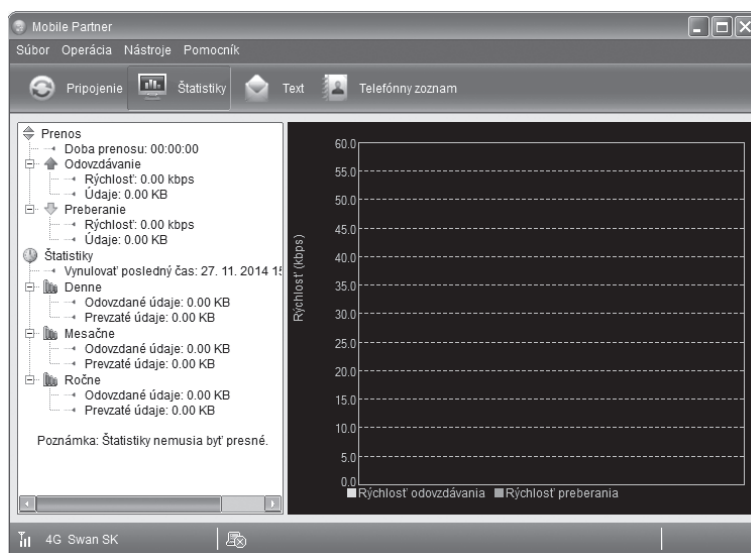 Mobile Partner
Súbor Operácia Nástroje Pomocník
Pripojenie Štatistiky Text Telefónny zoznam
Prenos
Doba prenosu: 00:00:00
Odovzdávanie
Rýchlosť: 0.00 kbps
Údaje: 0.00 KB
Preberanie
Rýchlosť: 0.00 kbps
Údaje: 0.00 KB
Štatistiky
Vynulovať posledný čas: 27. 11. 2014 15
Denne
Odovzdané údaje: 0.00 KB
Prevzaté údaje: 0.00 KB
Mesačne
Odovzdané údaje: 0.00 KB
Prevzaté údaje: 0.00 KB
Ročne
Odovzdané údaje: 0.00 KB
Prevzaté údaje: 0.00 KB
Poznámka: Štatistiky nemusia byť presné.
Rýchlosť (kbps)
60.0
55.0
50.0
45.0
40.0
35.0
30.0
25.0
20.0
15.0
10.0
5.0
0.0
Rýchlosť odovzdávania Rýchlosť preberania
4G Swan SK